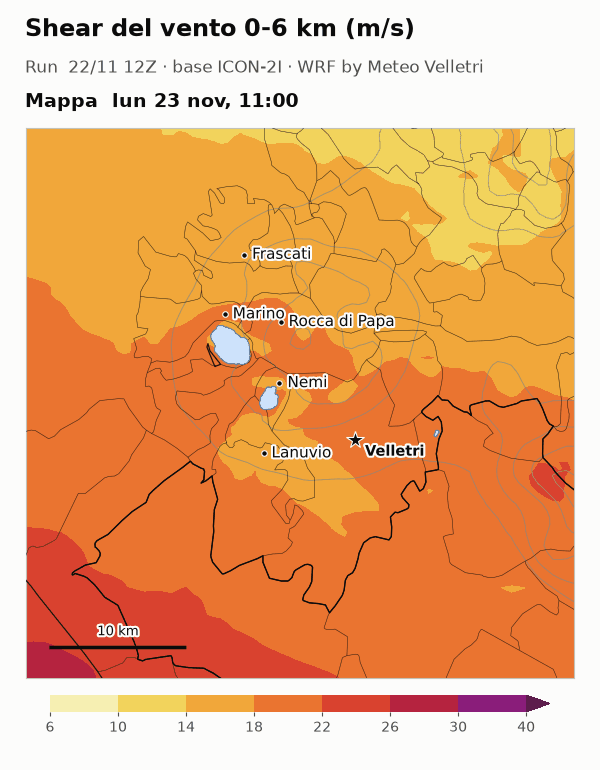 Shear del vento 0-6 km (m/s)
Run  22/11 12Z · base ICON-2I · WRF by Meteo Velletri
Mappa  lun 23 nov, 11:00
Frascati
Marino
Rocca di Papa
Nemi
Velletri
Lanuvio
10 km
6 10 14 18 22 26 30 40